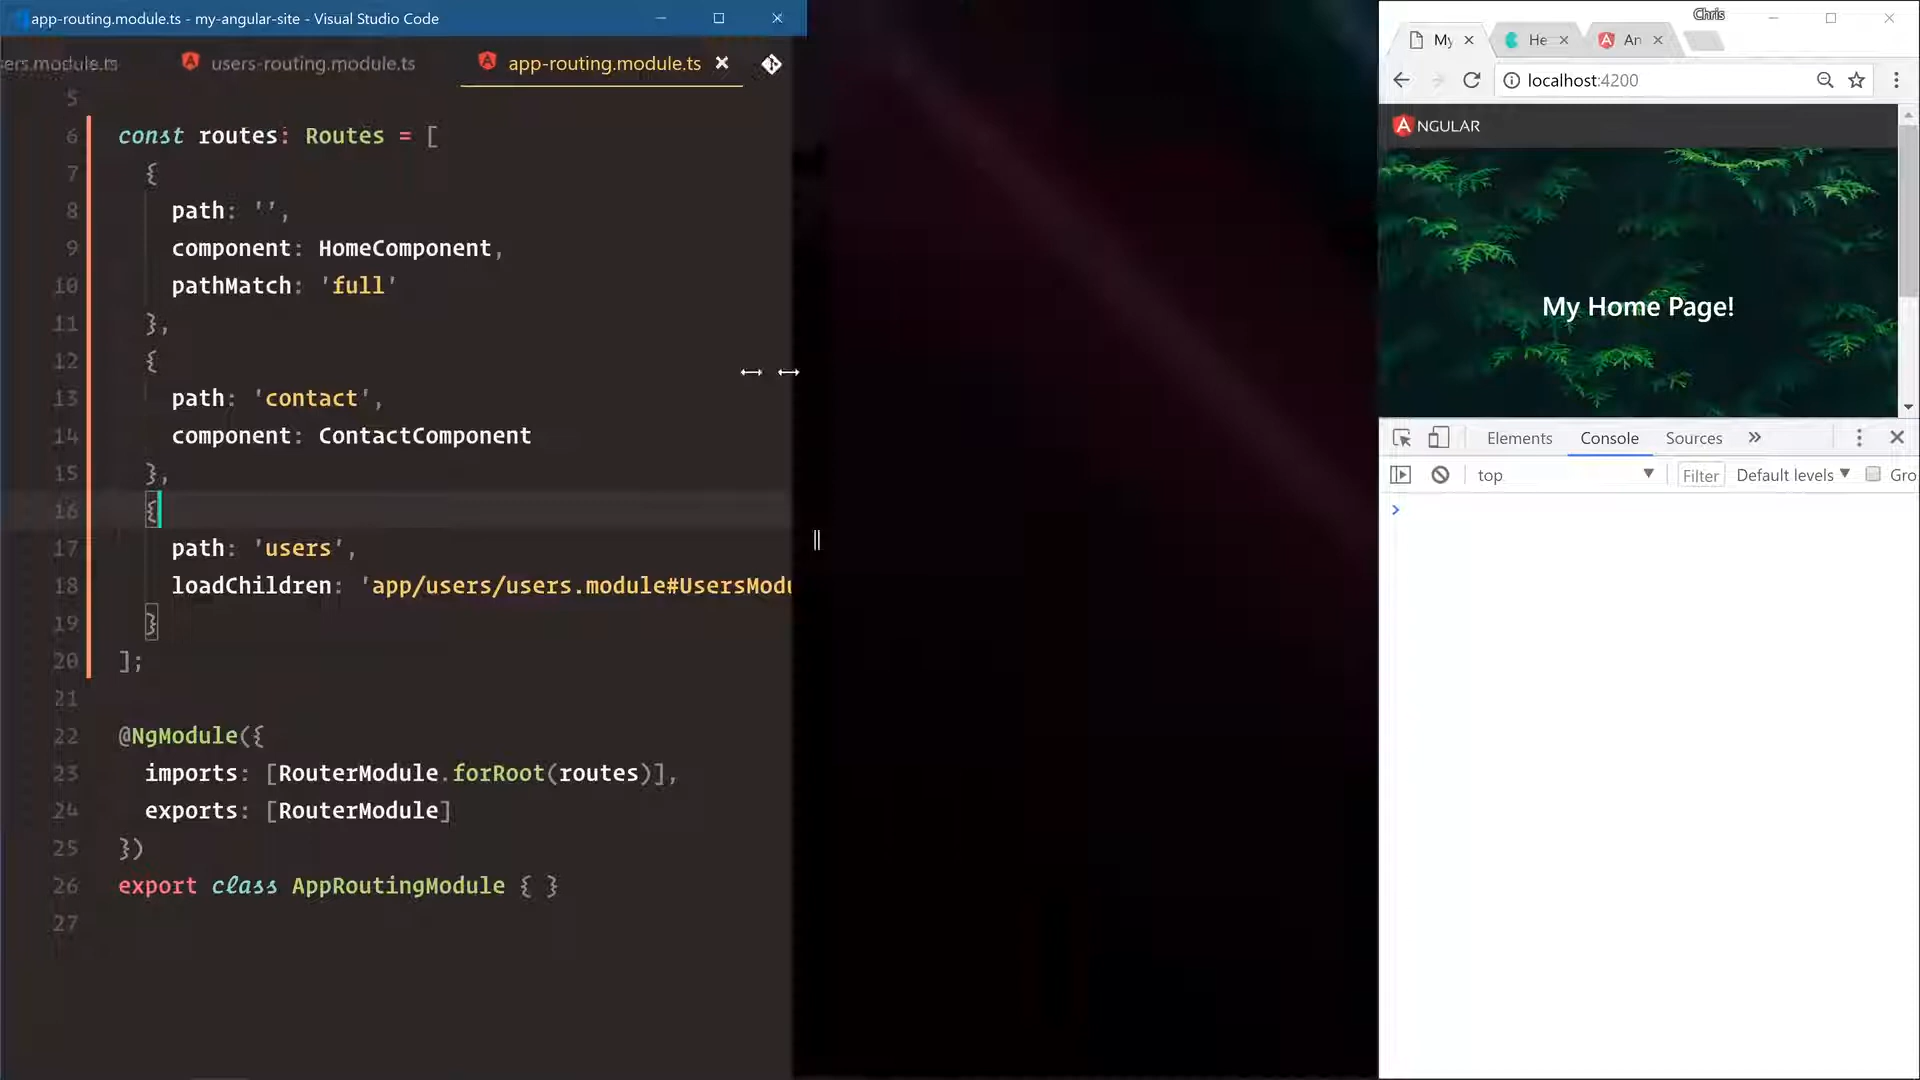 app-routing.module.ts - my-angular-site - Visual Studio Code
ers.module.ts
users-routing.module.ts
app-routing.module.ts
5
6 const routes: Routes = [
7 {
8 path: '',
9 component: HomeComponent,
10 pathMatch: 'full'
11 },
12 {
13 path: 'contact',
14 component: ContactComponent
15 },
16 {
17 path: 'users',
18 loadChildren: 'app/users/users.module#UsersModu
19 }
20 ];
21
22 @NgModule({
23 imports: [RouterModule.forRoot(routes)],
24 exports: [RouterModule]
25 })
26 export class AppRoutingModule { }
27
Chris
My
He
An
localhost:4200
NGULAR
My Home Page!
Elements Console Sources »
top Filter Default levels Gro
>